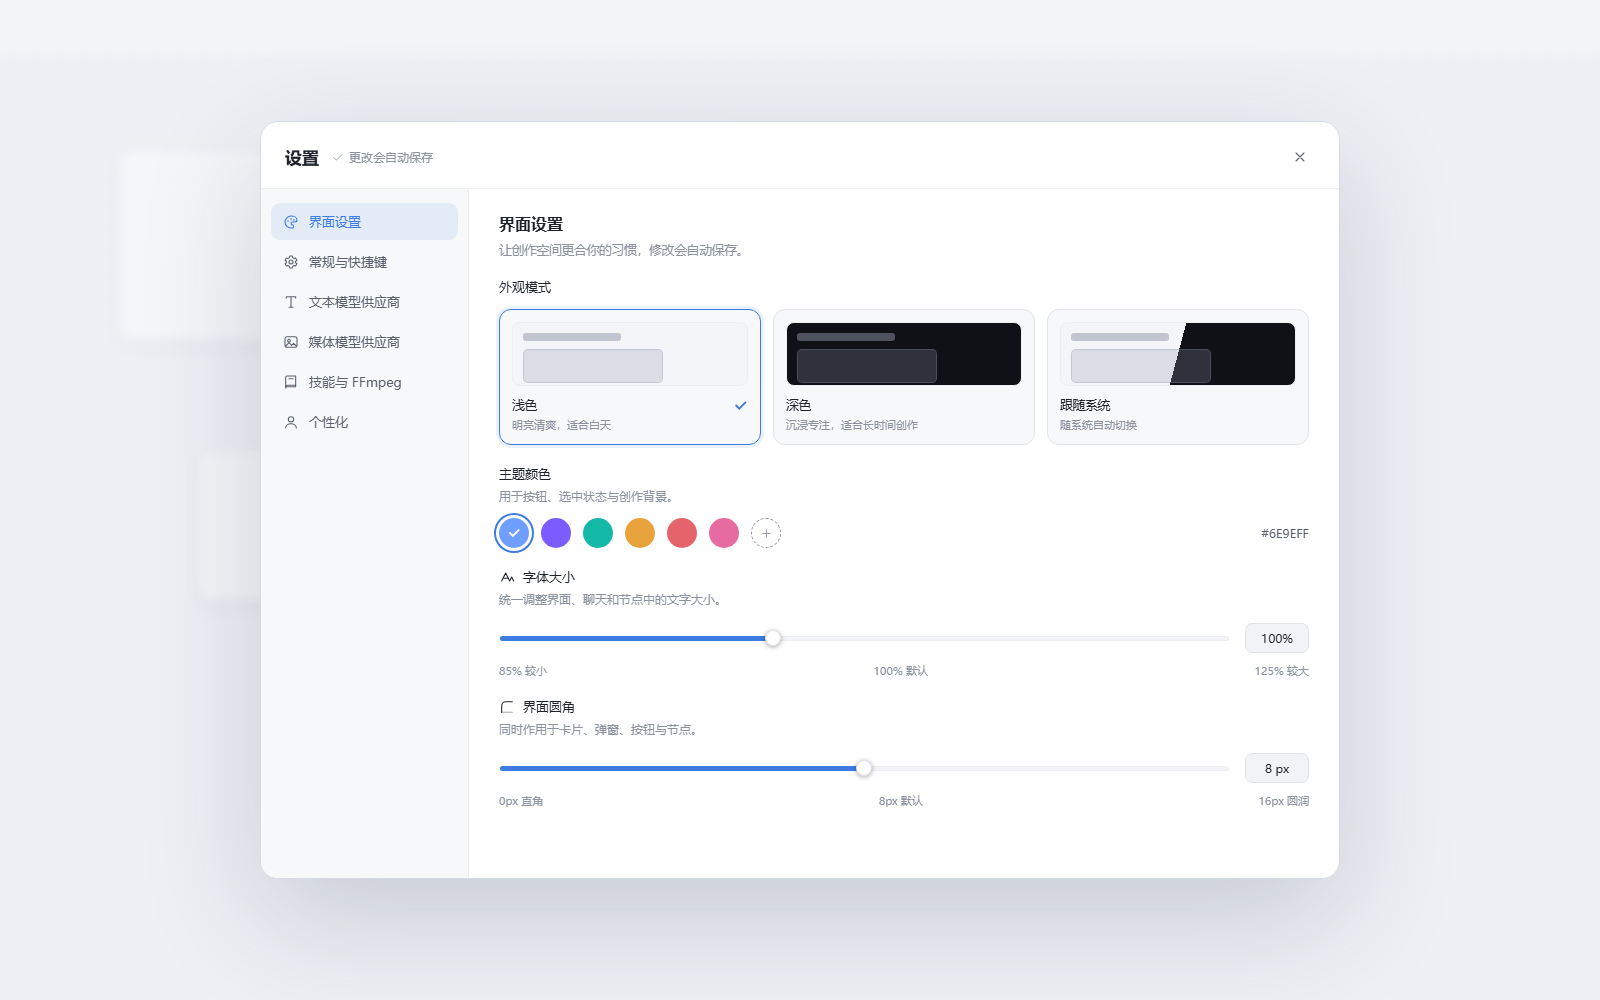 设置
更改会自动保存
界面设置
常规与快捷键
文本模型供应商
媒体模型供应商
技能与 FFmpeg
个性化
界面设置
让创作空间更合你的习惯，修改会自动保存。
外观模式
浅色
明亮清爽，适合白天
深色
沉浸专注，适合长时间创作
跟随系统
随系统自动切换
主题颜色
用于按钮、选中状态与创作背景。
#6E9EFF
字体大小
统一调整界面、聊天和节点中的文字大小。
100%
85% 较小
100% 默认
125% 较大
界面圆角
同时作用于卡片、弹窗、按钮与节点。
8 px
0px 直角
8px 默认
16px 圆润